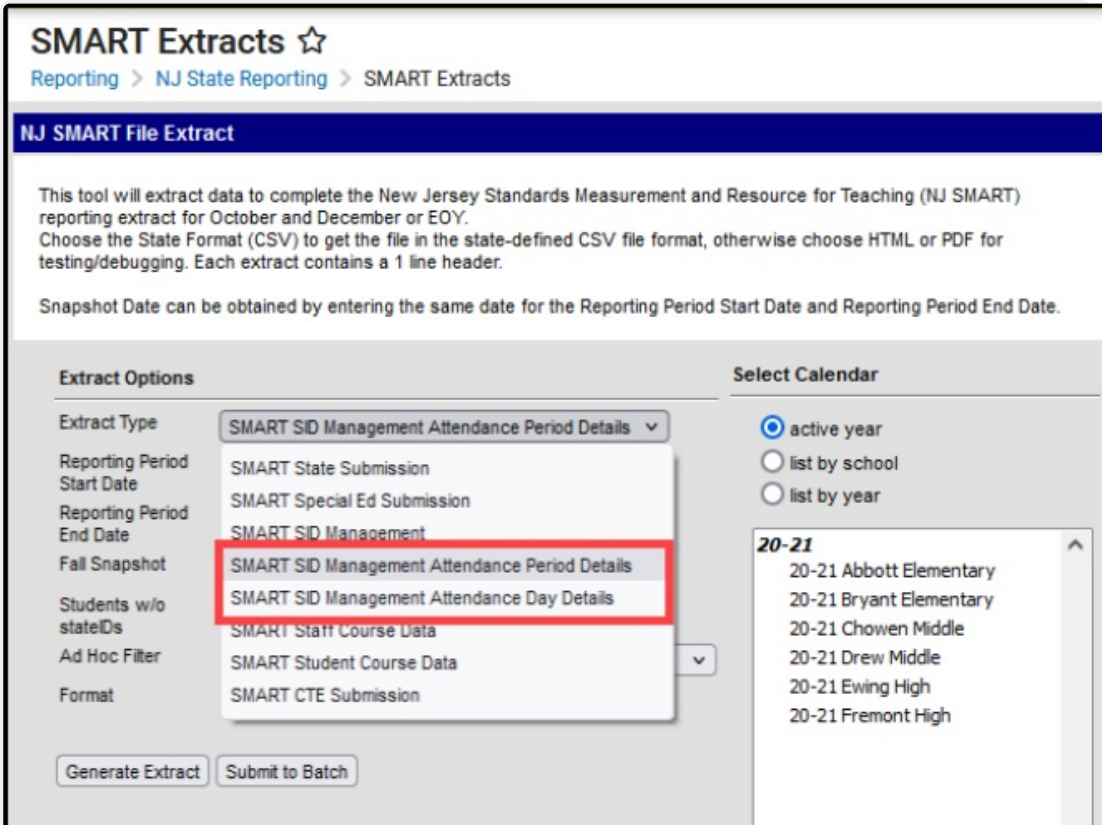 SMART Extracts
Reporting > NJ State Reporting > SMART Extracts
NJ SMART File Extract
This tool will extract data to complete the New Jersey Standards Measurement and Resource for Teaching (NJ SMART)
reporting extract for October and December or EOY.
Choose the State Format (CSV) to get the file in the state-defined CSV file format, otherwise choose HTML or PDF for
testing/debugging. Each extract contains a 1 line header.
Snapshot Date can be obtained by entering the same date for the Reporting Period Start Date and Reporting Period End Date.
Extract Options
Extract Type
SMART SID Management Attendance Period Details
Reporting Period
Start Date
Reporting Period
End Date
Fall Snapshot
Students w/o
stateIDs
Ad Hoc Filter
Format
SMART State Submission
SMART Special Ed Submission
SMART SID Management
SMART SID Management Attendance Period Details
SMART SID Management Attendance Day Details
SMART Staff Course Data
SMART Student Course Data
SMART CTE Submission
Generate Extract
Submit to Batch
Select Calendar
active year
list by school
list by year
20-21
20-21 Abbott Elementary
20-21 Bryant Elementary
20-21 Chowen Middle
20-21 Drew Middle
20-21 Ewing High
20-21 Fremont High